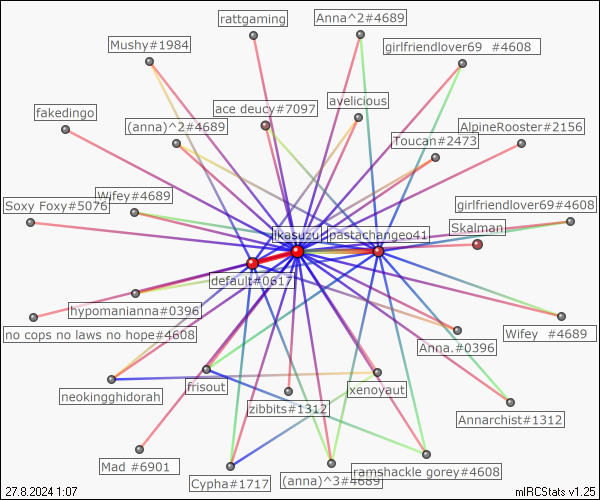 rattgaming
Anna^2#4689
Mushy#1984
girlfriendlover69 #4608
fakedingo
ace deucy#7097
avelicious
(anna)^2#4689
Toucan#2473
AlpineRooster#2156
Soxy Foxy#5076
Wifey#4689
girlfriendlover69#4608
Skalman
ikasuzu
pastachangeo41
default#0617
hypomanianna#0396
no cops no laws no hope#4608
Wifey #4689
Anna.#0396
neokingghidorah
frisout
xenoyaut
zibbits#1312
Annarchist#1312
Mad #6901
Cypha#1717
(anna)^3#4689
ramshackle gorey#4608
27.8.2024 1:07
mIRCStats v1.25